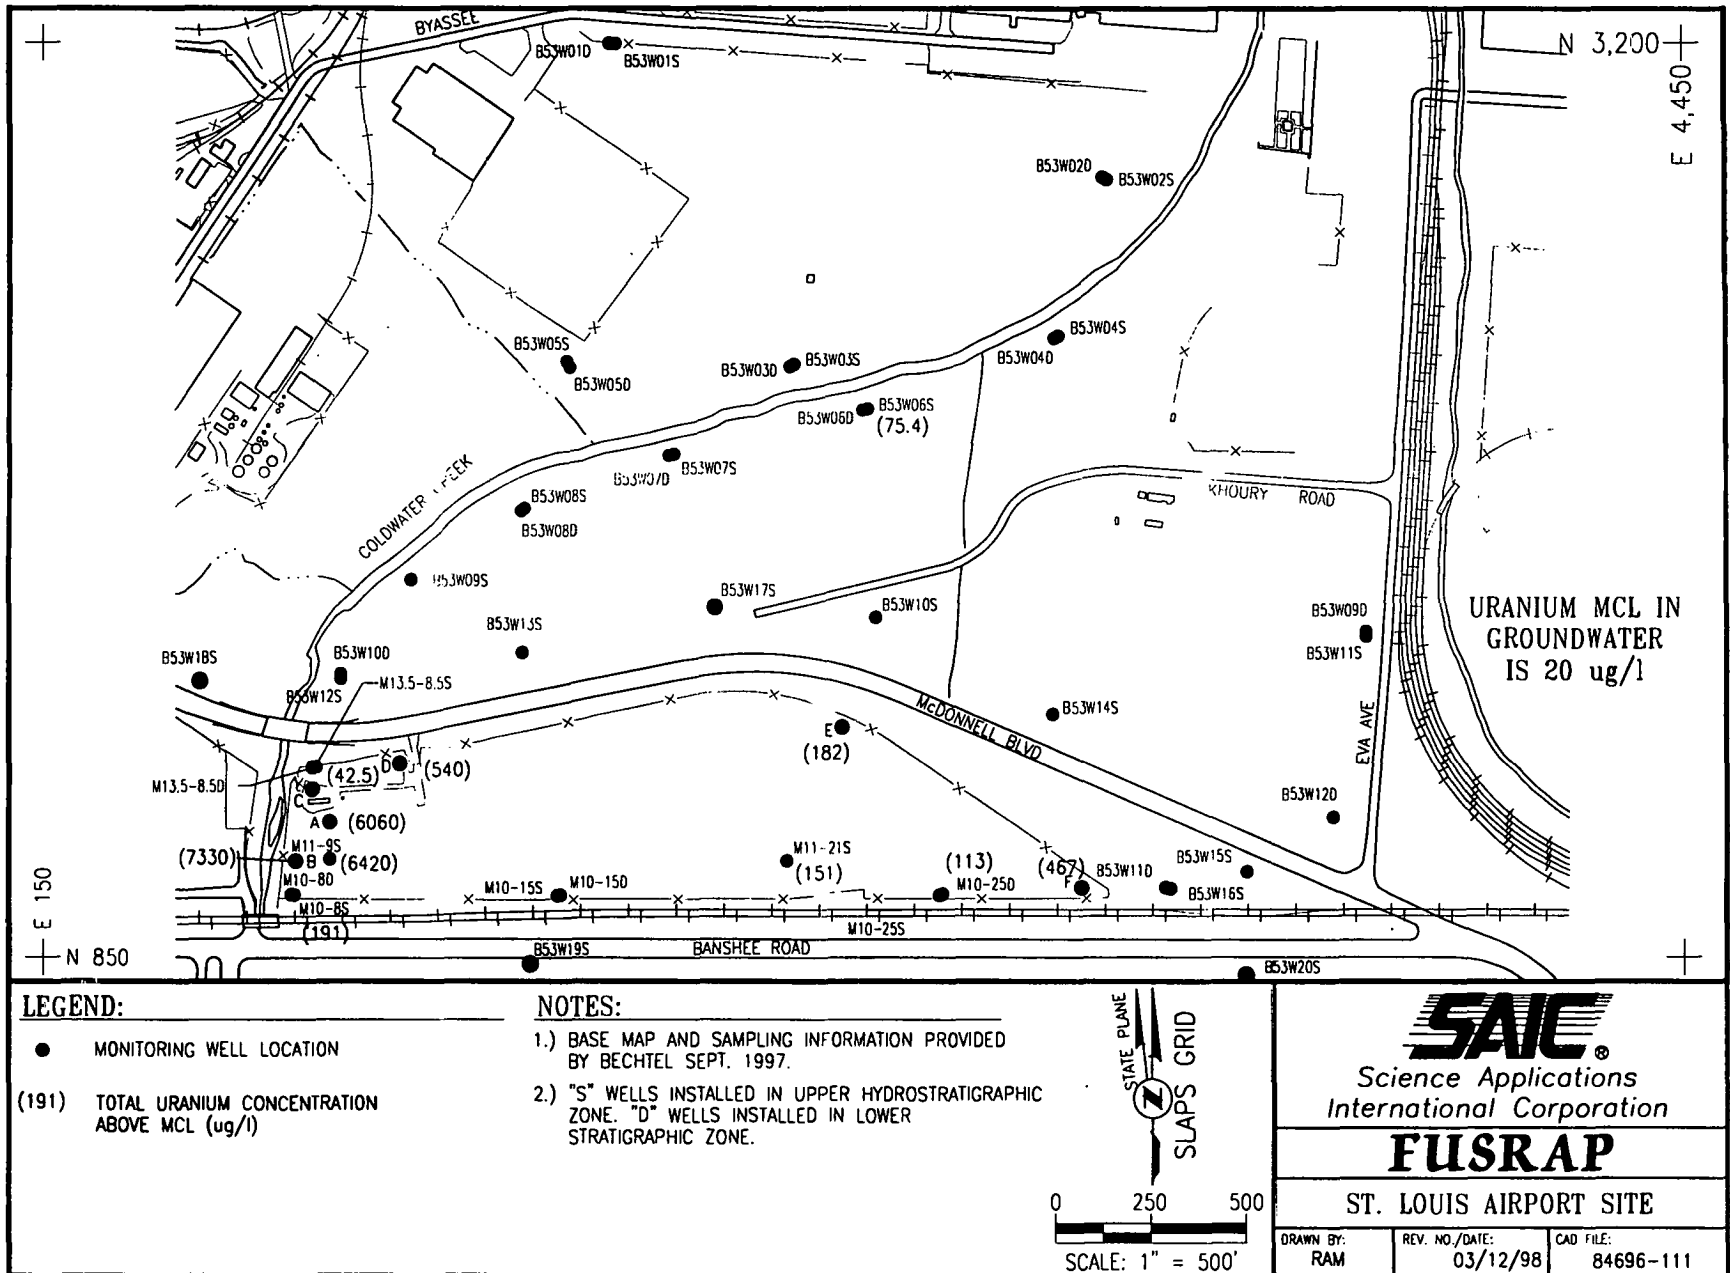 BYASSEE
B53W01D
B53W01S
N 3,200
E 4,450
B53W02D
B53W02S
B53W05S
B53W05D
B53W03D
B53W03S
B53W04S
B53W04D
B53W06D
B53W06S
(75.4)
B53W07D
B53W07S
COLDWATER CREEK
B53W08S
B53W08D
KHOURY ROAD
B53W09S
B53W17S
B53W10S
B53W13S
B53W09D
B53W11S
URANIUM MCL IN
GROUNDWATER
IS 20 ug/l
B53W18S
B53W10D
B53W12S
M13.5-8.5S
McDONNELL BLVD
B53W14S
EVA AVE
E
(182)
M13.5-8.5D
(42.5)
D
(540)
C
A
(6060)
B53W12D
(7330)
M11-9S
B
(6420)
M11-21S
(151)
(113)
(467)
F
B53W11D
B53W15S
B53W16S
M10-8D
M10-8S
(191)
M10-15S
M10-15D
M10-25D
M10-25S
E 150
N 850
B53W19S
BANSHEE ROAD
B53W20S
LEGEND:
MONITORING WELL LOCATION
(191) TOTAL URANIUM CONCENTRATION
ABOVE MCL (ug/l)
NOTES:
1.) BASE MAP AND SAMPLING INFORMATION PROVIDED
BY BECHTEL SEPT. 1997.
2.) "S" WELLS INSTALLED IN UPPER HYDROSTRATIGRAPHIC
ZONE. "D" WELLS INSTALLED IN LOWER
STRATIGRAPHIC ZONE.
STATE PLANE
Z
SLAPS GRID
0 250 500
SCALE: 1" = 500'
SAIC®
Science Applications
International Corporation
FUSRAP
ST. LOUIS AIRPORT SITE
DRAWN BY:
RAM
REV. NO./DATE:
03/12/98
CAD FILE:
84696-111